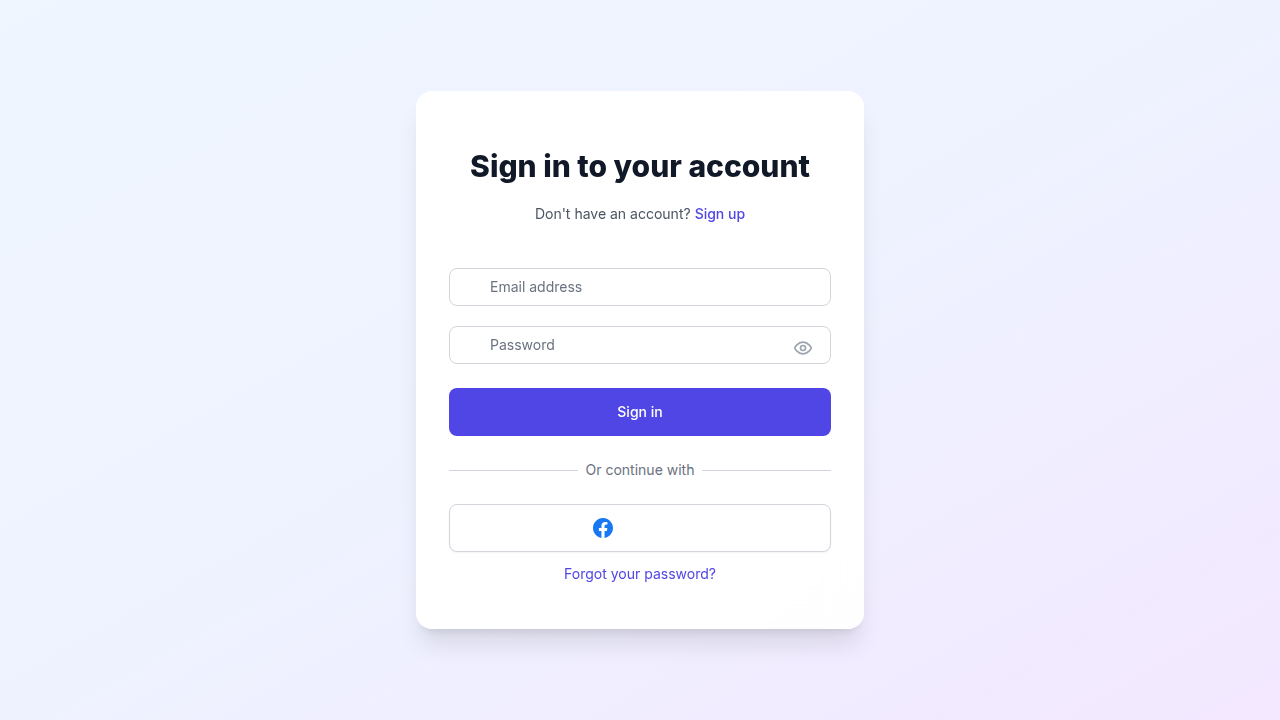 Sign in to your account
Don't have an account? Sign up
Email address
Password
Sign in
Or continue with
Forgot your password?